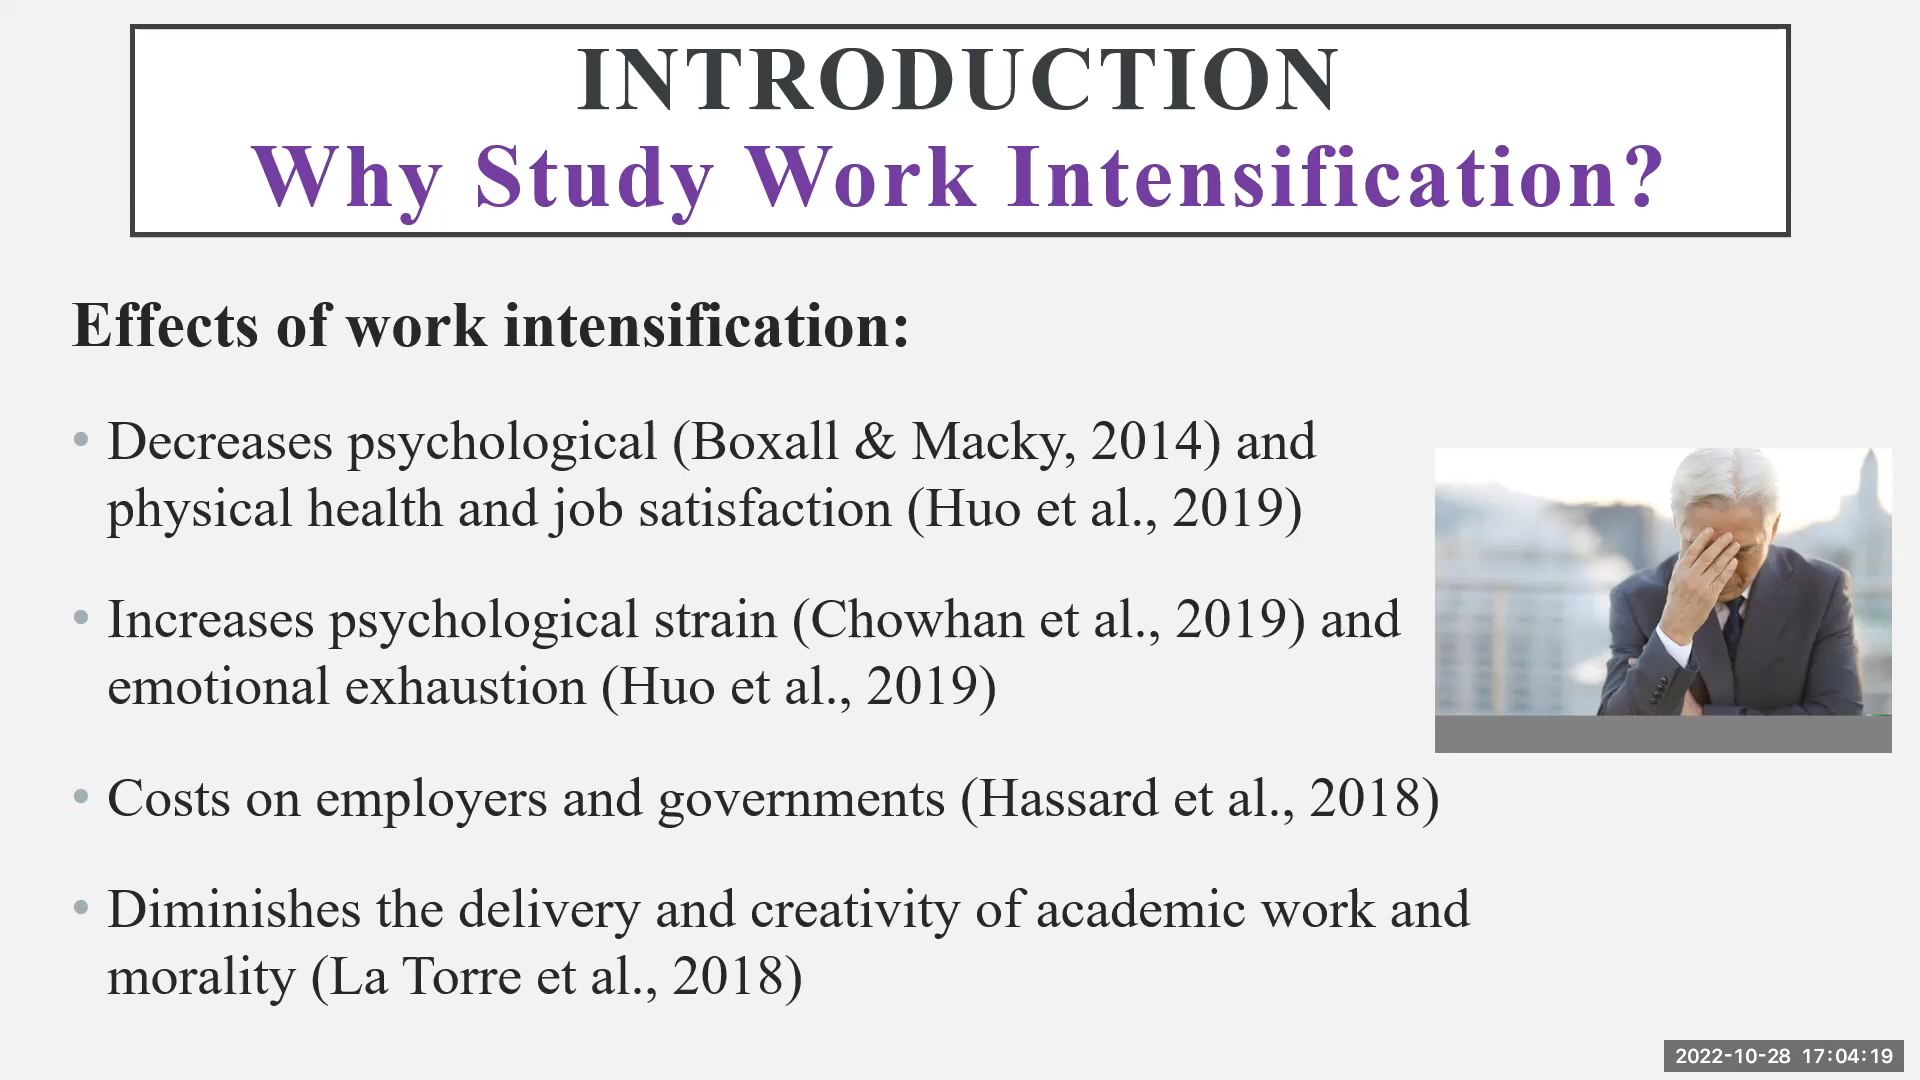 INTRODUCTION
Why Study Work Intensification?
Effects of work intensification:
• Decreases psychological (Boxall & Macky, 2014) and
physical health and job satisfaction (Huo et al., 2019)
• Increases psychological strain (Chowhan et al., 2019) and
emotional exhaustion (Huo et al., 2019)
• Costs on employers and governments (Hassard et al., 2018)
• Diminishes the delivery and creativity of academic work and
morality (La Torre et al., 2018)
2022-10-28 17:04:19